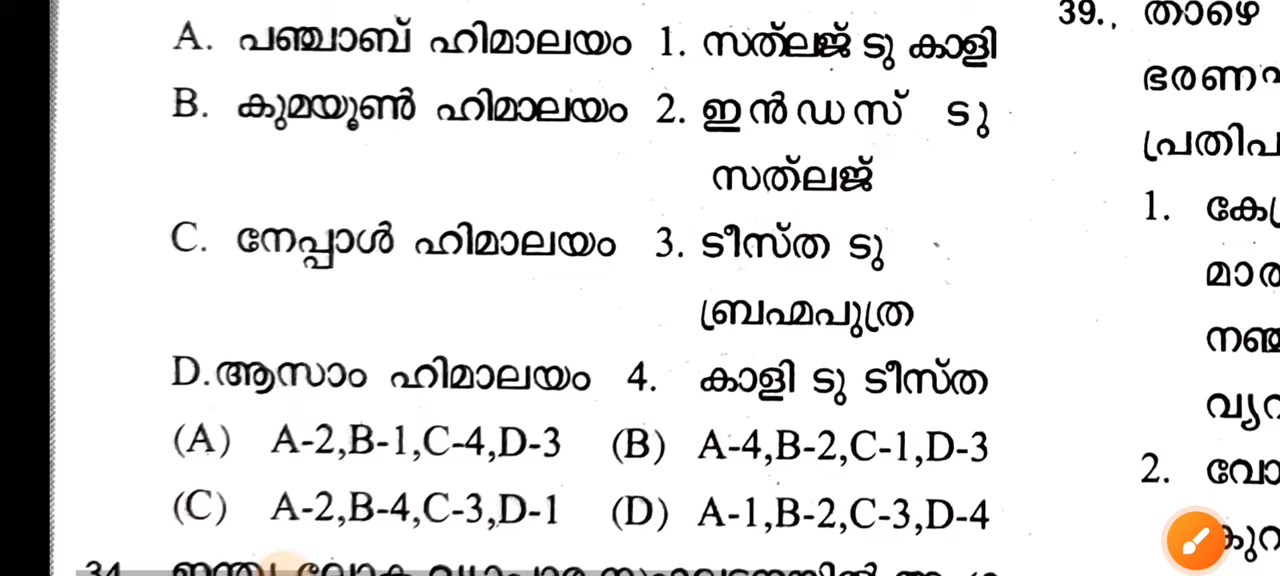 A. പഞ്ചാബ് ഹിമാലയം 1. സത്‌ലജ് ടു കാളി
B. കുമയൂൺ ഹിമാലയം 2. ഇൻഡസ് ടു
സത്‌ലജ്
C. നേപ്പാൾ ഹിമാലയം 3. ടീസ്ത ടു
ബ്രഹ്മപുത്ര
D.ആസാം ഹിമാലയം 4. കാളി ടു ടീസ്ത
(A) A-2,B-1,C-4,D-3 (B) A-4,B-2,C-1,D-3
(C) A-2,B-4,C-3,D-1 (D) A-1,B-2,C-3,D-4
34
39., താഴെ
1.
2.